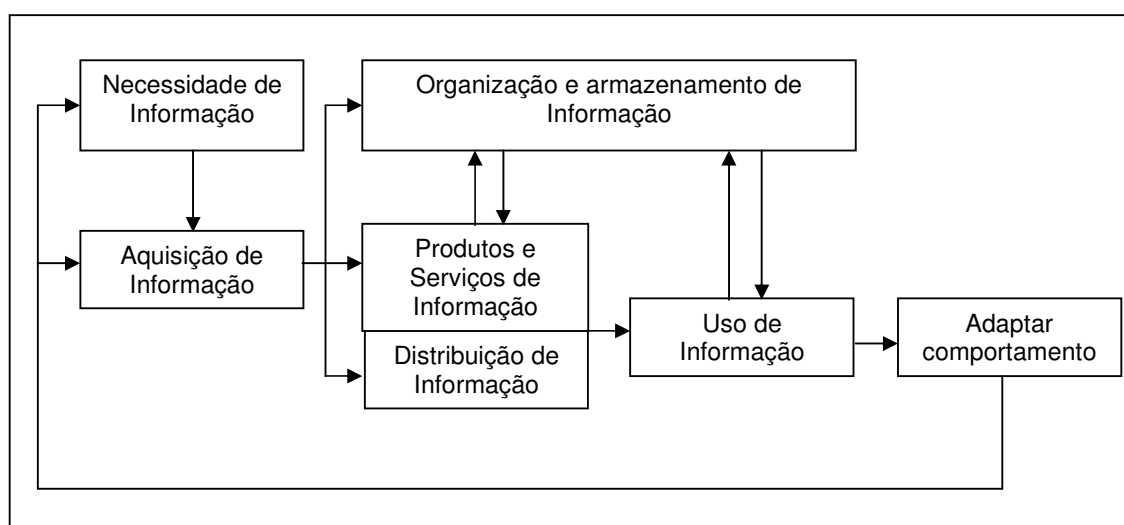 Necessidade de
Informação
Organização e armazenamento de
Informação
Aquisição de
Informação
Produtos e
Serviços de
Informação
Distribuição de
Informação
Uso de
Informação
Adaptar
comportamento